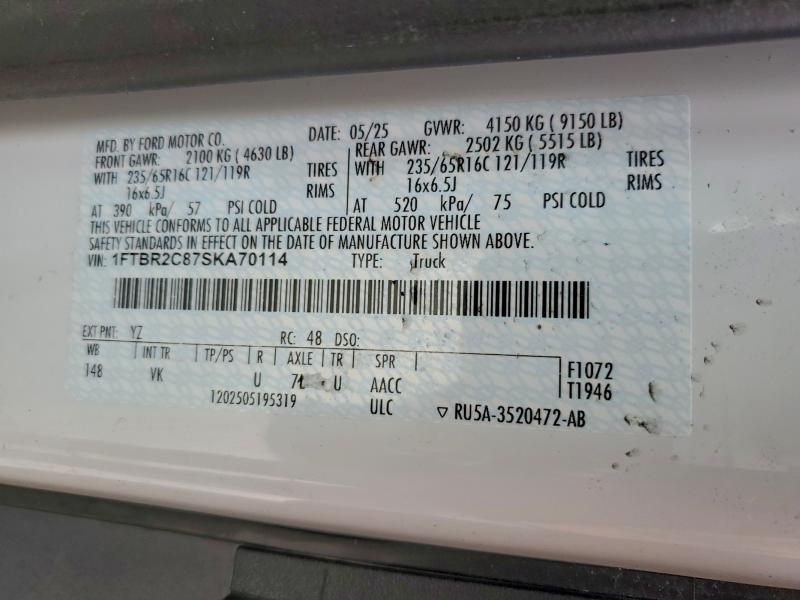 MFD. BY FORD MOTOR CO.
DATE: 05/25 GVWR: 4150 KG ( 9150 LB)
FRONT GAWR: 2100 KG ( 4630 LB)
WITH 235/65R16C 121/119R TIRES
16x6.5J RIMS
AT 390 kPa/ 57 PSI COLD
REAR GAWR: 2502 KG ( 5515 LB)
WITH 235/65R16C 121/119R TIRES
16x6.5J RIMS
AT 520 kPa/ 75 PSI COLD
THIS VEHICLE CONFORMS TO ALL APPLICABLE FEDERAL MOTOR VEHICLE
SAFETY STANDARDS IN EFFECT ON THE DATE OF MANUFACTURE SHOWN ABOVE.
VIN: 1FTBR2C87SKA70114 TYPE: Truck
EXT PNT: YZ RC: 48 DSO:
WB INT TR TP/PS R AXLE TR SPR
148 VK U U AACC
1202505195319 ULC
F1072
T1946
RU5A-3520472-AB